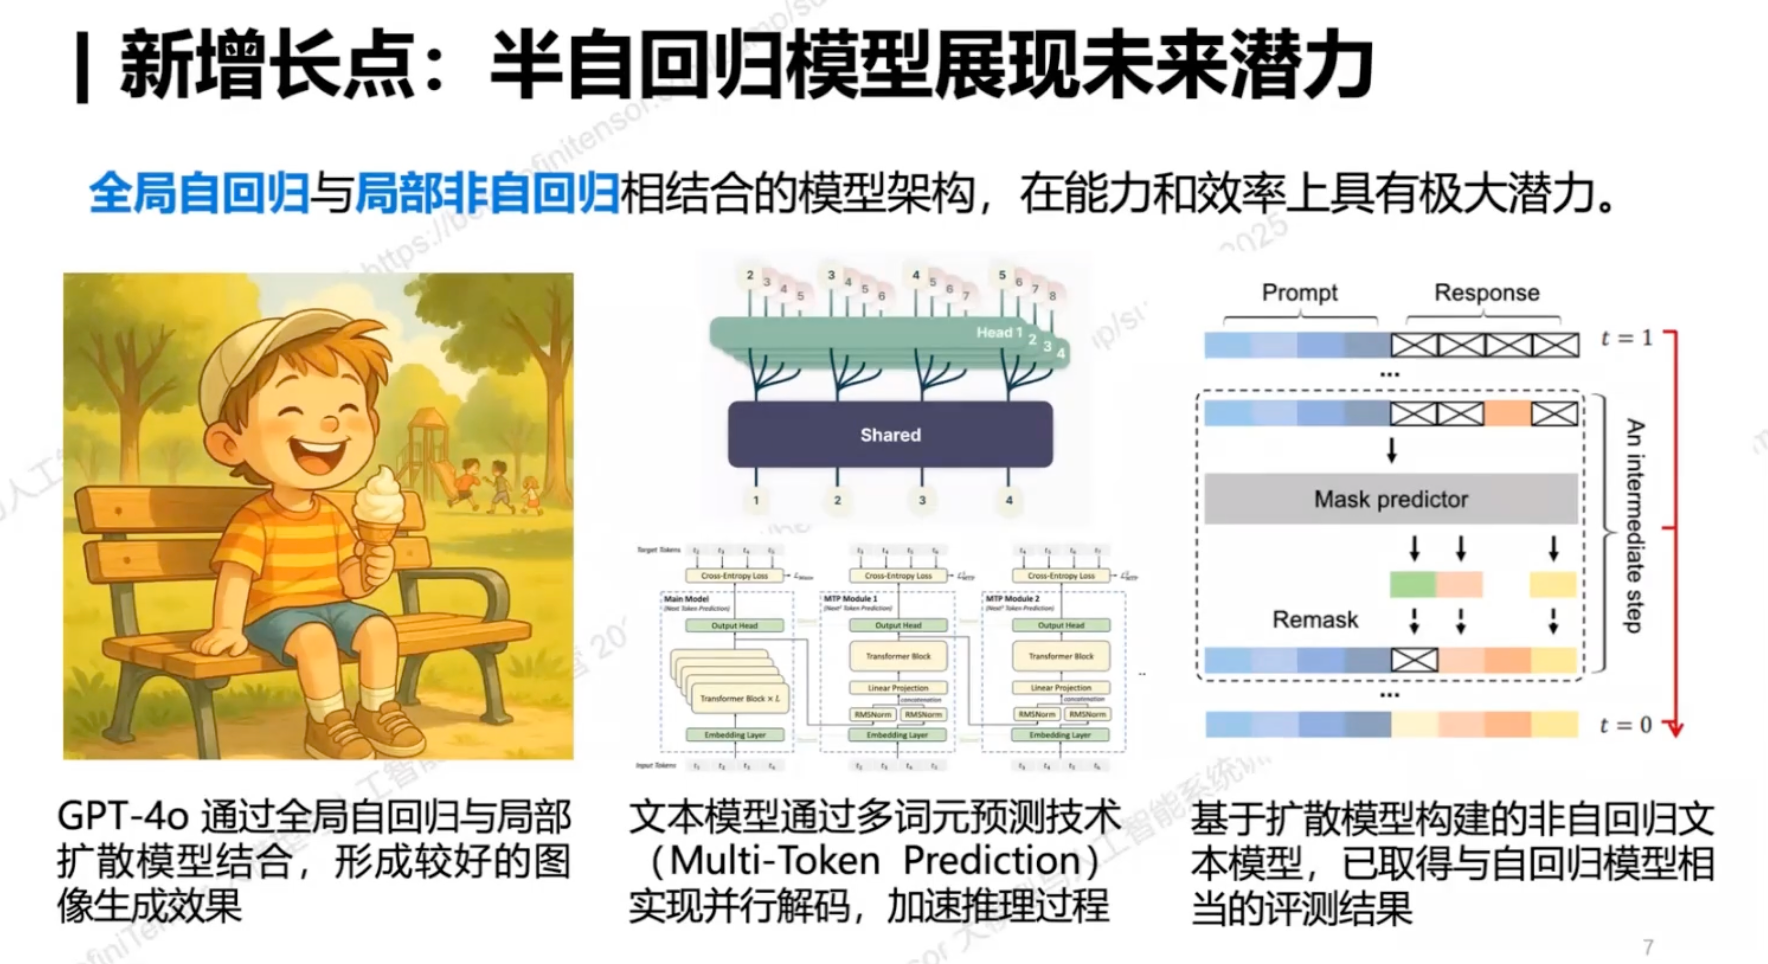 新增长点：半自回归模型展现未来潜力
全局自回归与局部非自回归相结合的模型架构，在能力和效率上具有极大潜力。
GPT-4o 通过全局自回归与局部
扩散模型结合，形成较好的图
像生成效果
2 3 4 5 3 4 5 6 4 5 6 7 5 6 7 8
Head 1 2 3 4
Shared
1 2 3 4
Target Tokens
Cross-Entropy Loss
Cross-Entropy Loss
Cross-Entropy Loss
Main Model
(Next Token Prediction)
MTP Module 1
(Next² Token Prediction)
MTP Module 2
Output Head
Output Head
Output Head
Transformer Block × L
Transformer Block
Transformer Block
Linear Projection
Linear Projection
concatenation
concatenation
RMSNorm RMSNorm
RMSNorm RMSNorm
Embedding Layer
Embedding Layer
Embedding Layer
Input Tokens
文本模型通过多词元预测技术
（Multi-Token Prediction）
实现并行解码，加速推理过程
Prompt Response
t = 1
...
Mask predictor
An intermediate step
Remask
...
t = 0
基于扩散模型构建的非自回归文
本模型，已取得与自回归模型相
当的评测结果
7